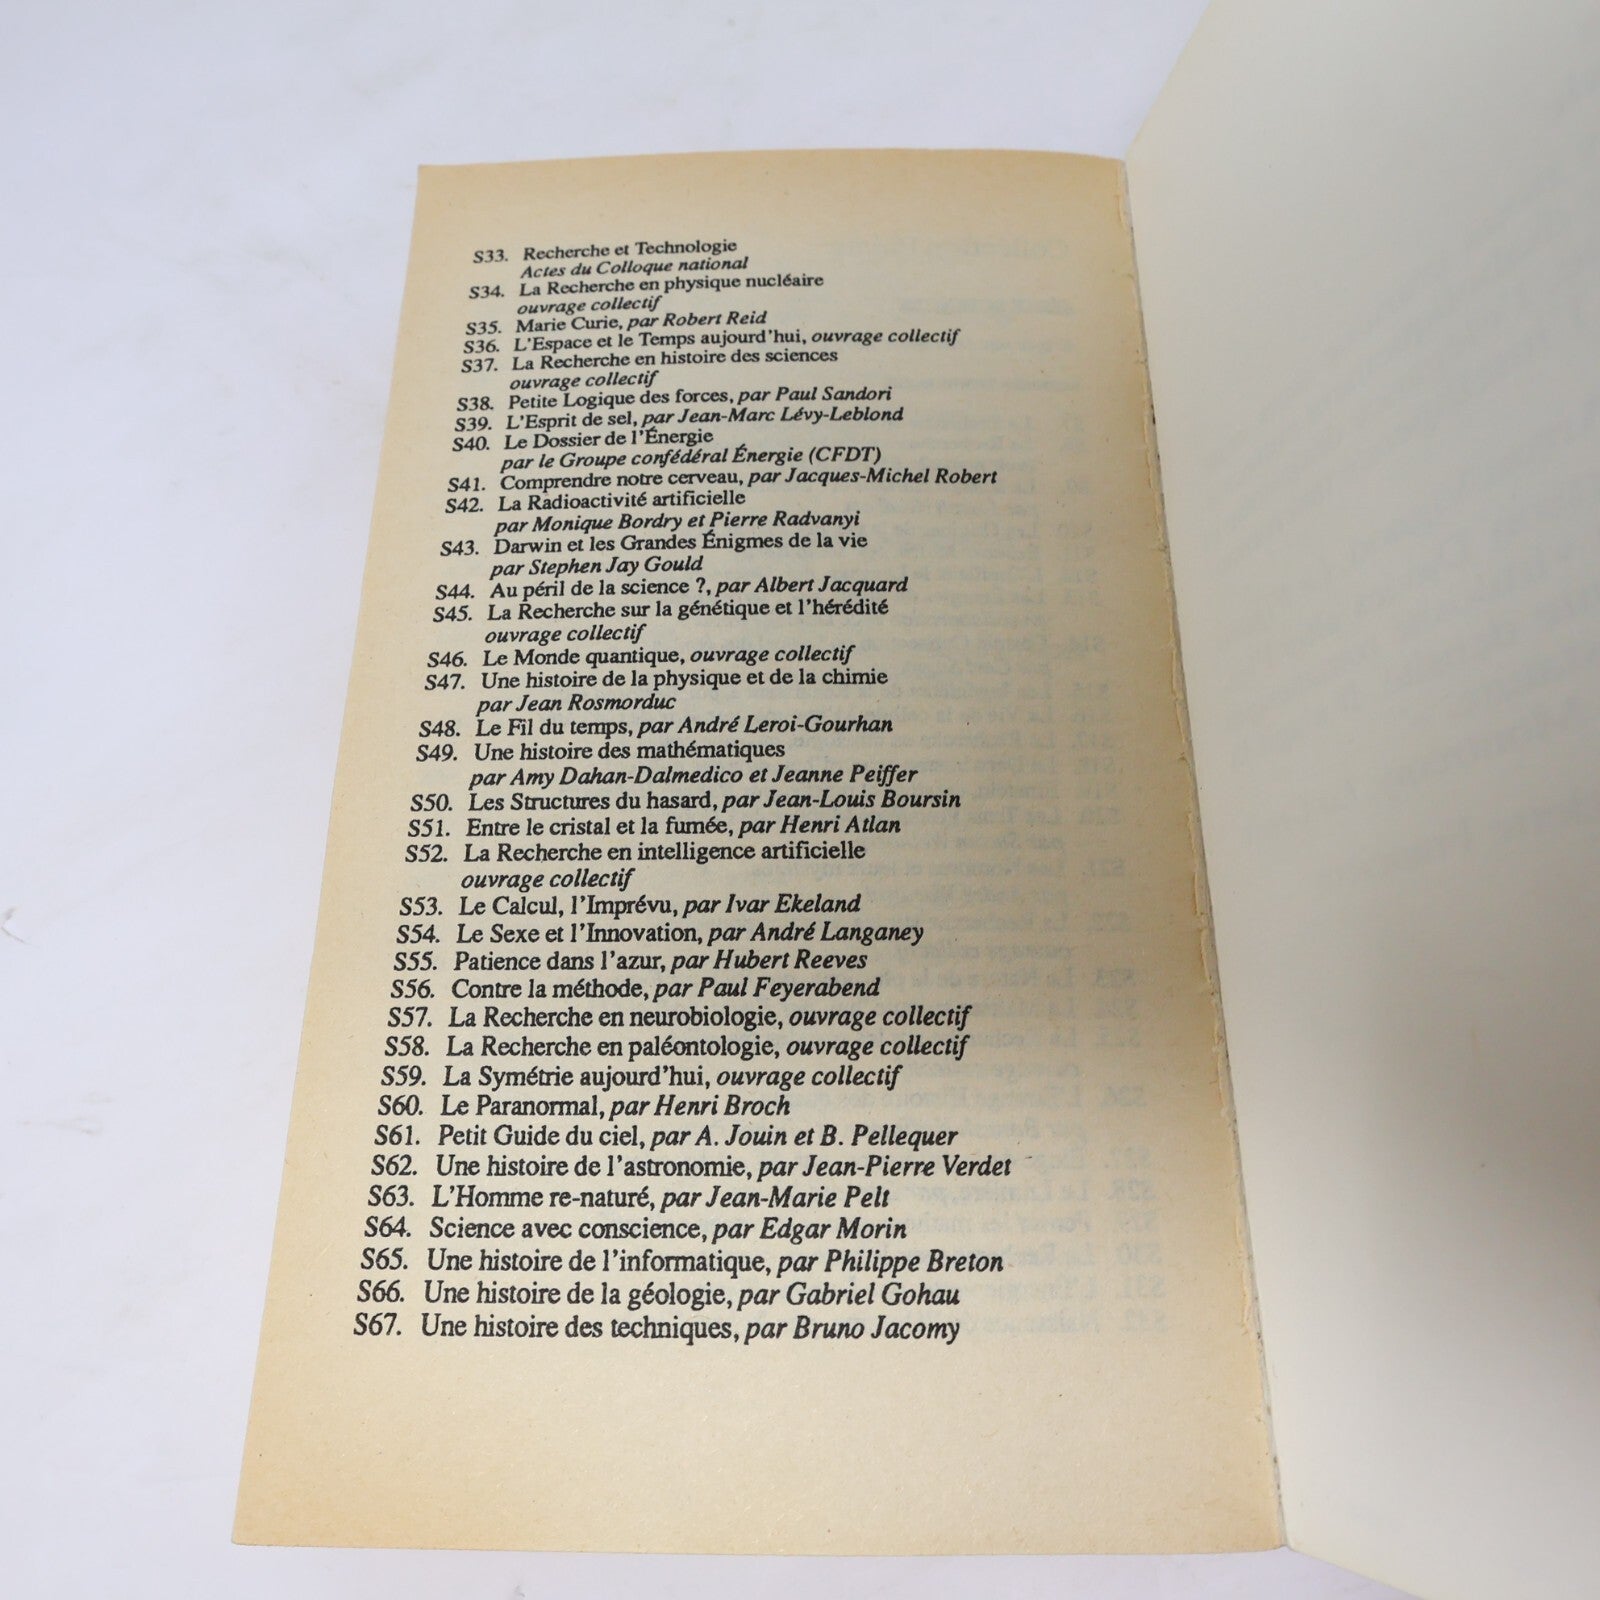 S33. Recherche et Technologie
Actes du Colloque national
S34. La Recherche en physique nucléaire
ouvrage collectif
S35. Marie Curie, par Robert Reid
S36. L'Espace et le Temps aujourd'hui, ouvrage collectif
S37. La Recherche en histoire des sciences
ouvrage collectif
S38. Petite Logique des forces, par Paul Sandori
S39. L'Esprit de sel, par Jean-Marc Lévy-Leblond
S40. Le Dossier de l'Énergie
par le Groupe confédéral Énergie (CFDT)
S41. Comprendre notre cerveau, par Jacques-Michel Robert
S42. La Radioactivité artificielle
par Monique Bordry et Pierre Radvanyi
S43. Darwin et les Grandes Énigmes de la vie
par Stephen Jay Gould
S44. Au péril de la science ?, par Albert Jacquard
S45. La Recherche sur la génétique et l'hérédité
ouvrage collectif
S46. Le Monde quantique, ouvrage collectif
S47. Une histoire de la physique et de la chimie
par Jean Rosmorduc
S48. Le Fil du temps, par André Leroi-Gourhan
S49. Une histoire des mathématiques
par Amy Dahan-Dalmedico et Jeanne Peiffer
S50. Les Structures du hasard, par Jean-Louis Boursin
S51. Entre le cristal et la fumée, par Henri Atlan
S52. La Recherche en intelligence artificielle
ouvrage collectif
S53. Le Calcul, l'Imprévu, par Ivar Ekeland
S54. Le Sexe et l'Innovation, par André Langaney
S55. Patience dans l'azur, par Hubert Reeves
S56. Contre la méthode, par Paul Feyerabend
S57. La Recherche en neurobiologie, ouvrage collectif
S58. La Recherche en paléontologie, ouvrage collectif
S59. La Symétrie aujourd'hui, ouvrage collectif
S60. Le Paranormal, par Henri Broch
S61. Petit Guide du ciel, par A. Jouin et B. Pellequer
S62. Une histoire de l'astronomie, par Jean-Pierre Verdet
S63. L'Homme re-naturé, par Jean-Marie Pelt
S64. Science avec conscience, par Edgar Morin
S65. Une histoire de l'informatique, par Philippe Breton
S66. Une histoire de la géologie, par Gabriel Gohau
S67. Une histoire des techniques, par Bruno Jacomy